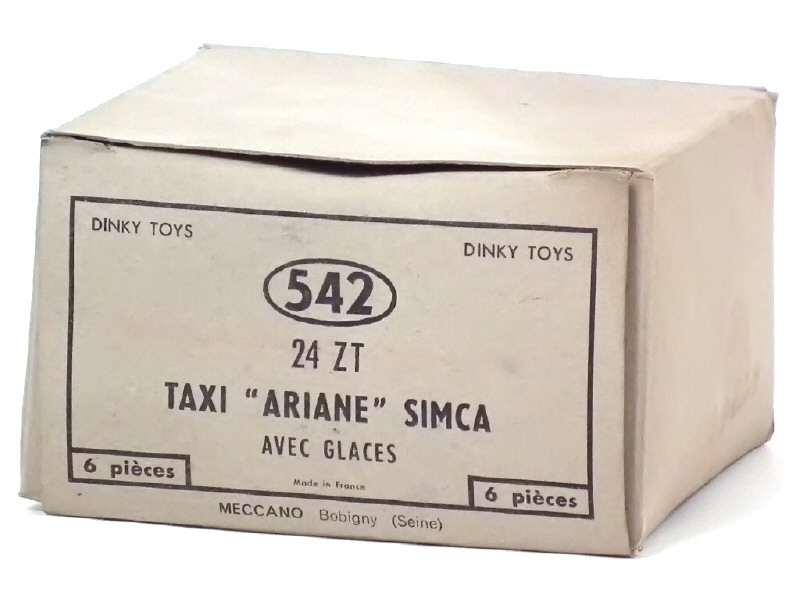 DINKY TOYS
DINKY TOYS
542
24 ZT
TAXI "ARIANE" SIMCA
AVEC GLACES
6 pièces
Made in France
6 pièces
MECCANO Bobigny (Seine)